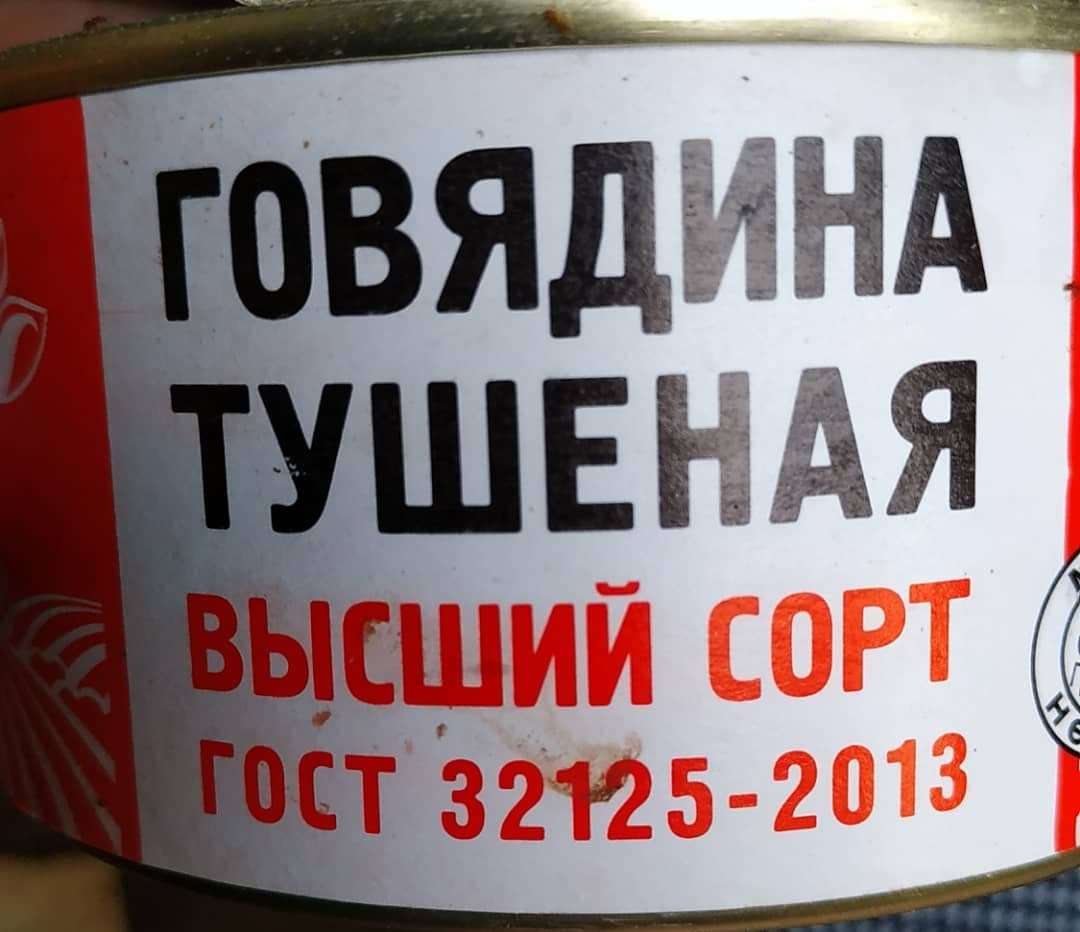 ГОВЯДИНА
ТУШЕНАЯ
ВЫСШИЙ СОРТ
ГОСТ 32125-2013